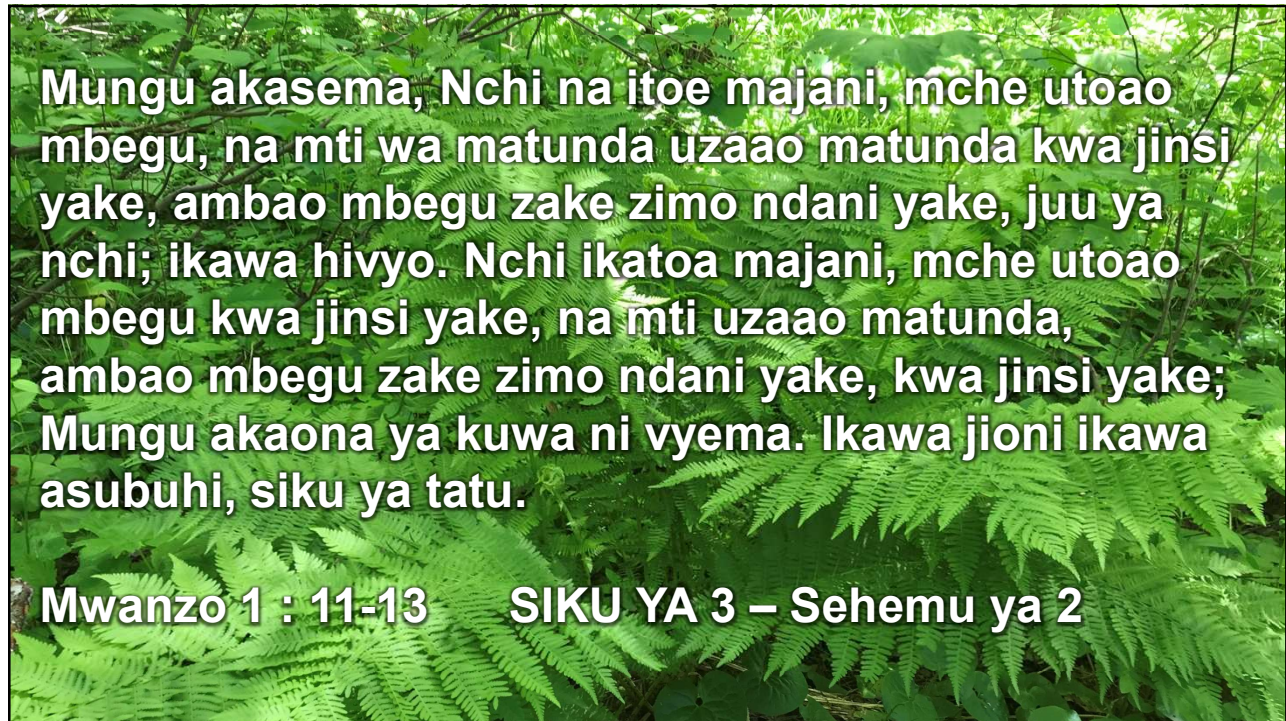 Mungu akasema, Nchi na itoe majani, mche utoao
mbegu, na mti wa matunda uzaao matunda kwa jinsi
yake, ambao mbegu zake zimo ndani yake, juu ya
nchi; ikawa hivyo. Nchi ikatoa majani, mche utoao
mbegu kwa jinsi yake, na mti uzaao matunda,
ambao mbegu zake zimo ndani yake, kwa jinsi yake;
Mungu akaona ya kuwa ni vyema. Ikawa jioni ikawa
asubuhi, siku ya tatu.
Mwanzo 1 : 11-13 SIKU YA 3 – Sehemu ya 2